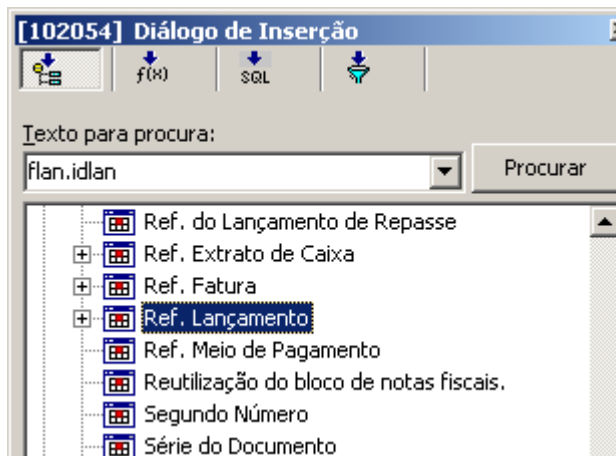 [102054] Diálogo de Inserção
f(x)
SQL
Texto para procura:
flan.idlan
Procurar
Ref. do Lançamento de Repasse
Ref. Extrato de Caixa
Ref. Fatura
Ref. Lançamento
Ref. Meio de Pagamento
Reutilização do bloco de notas fiscais.
Segundo Número
Série do Documento